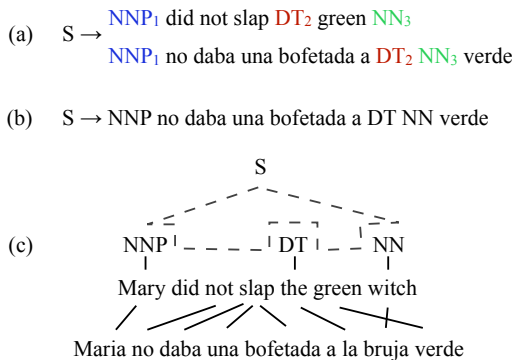 (a) S → NNP1 did not slap DT2 green NN3
NNP1 no daba una bofetada a DT2 NN3 verde
(b) S → NNP no daba una bofetada a DT NN verde
S
(c) NNP DT NN
Mary did not slap the green witch
Maria no daba una bofetada a la bruja verde